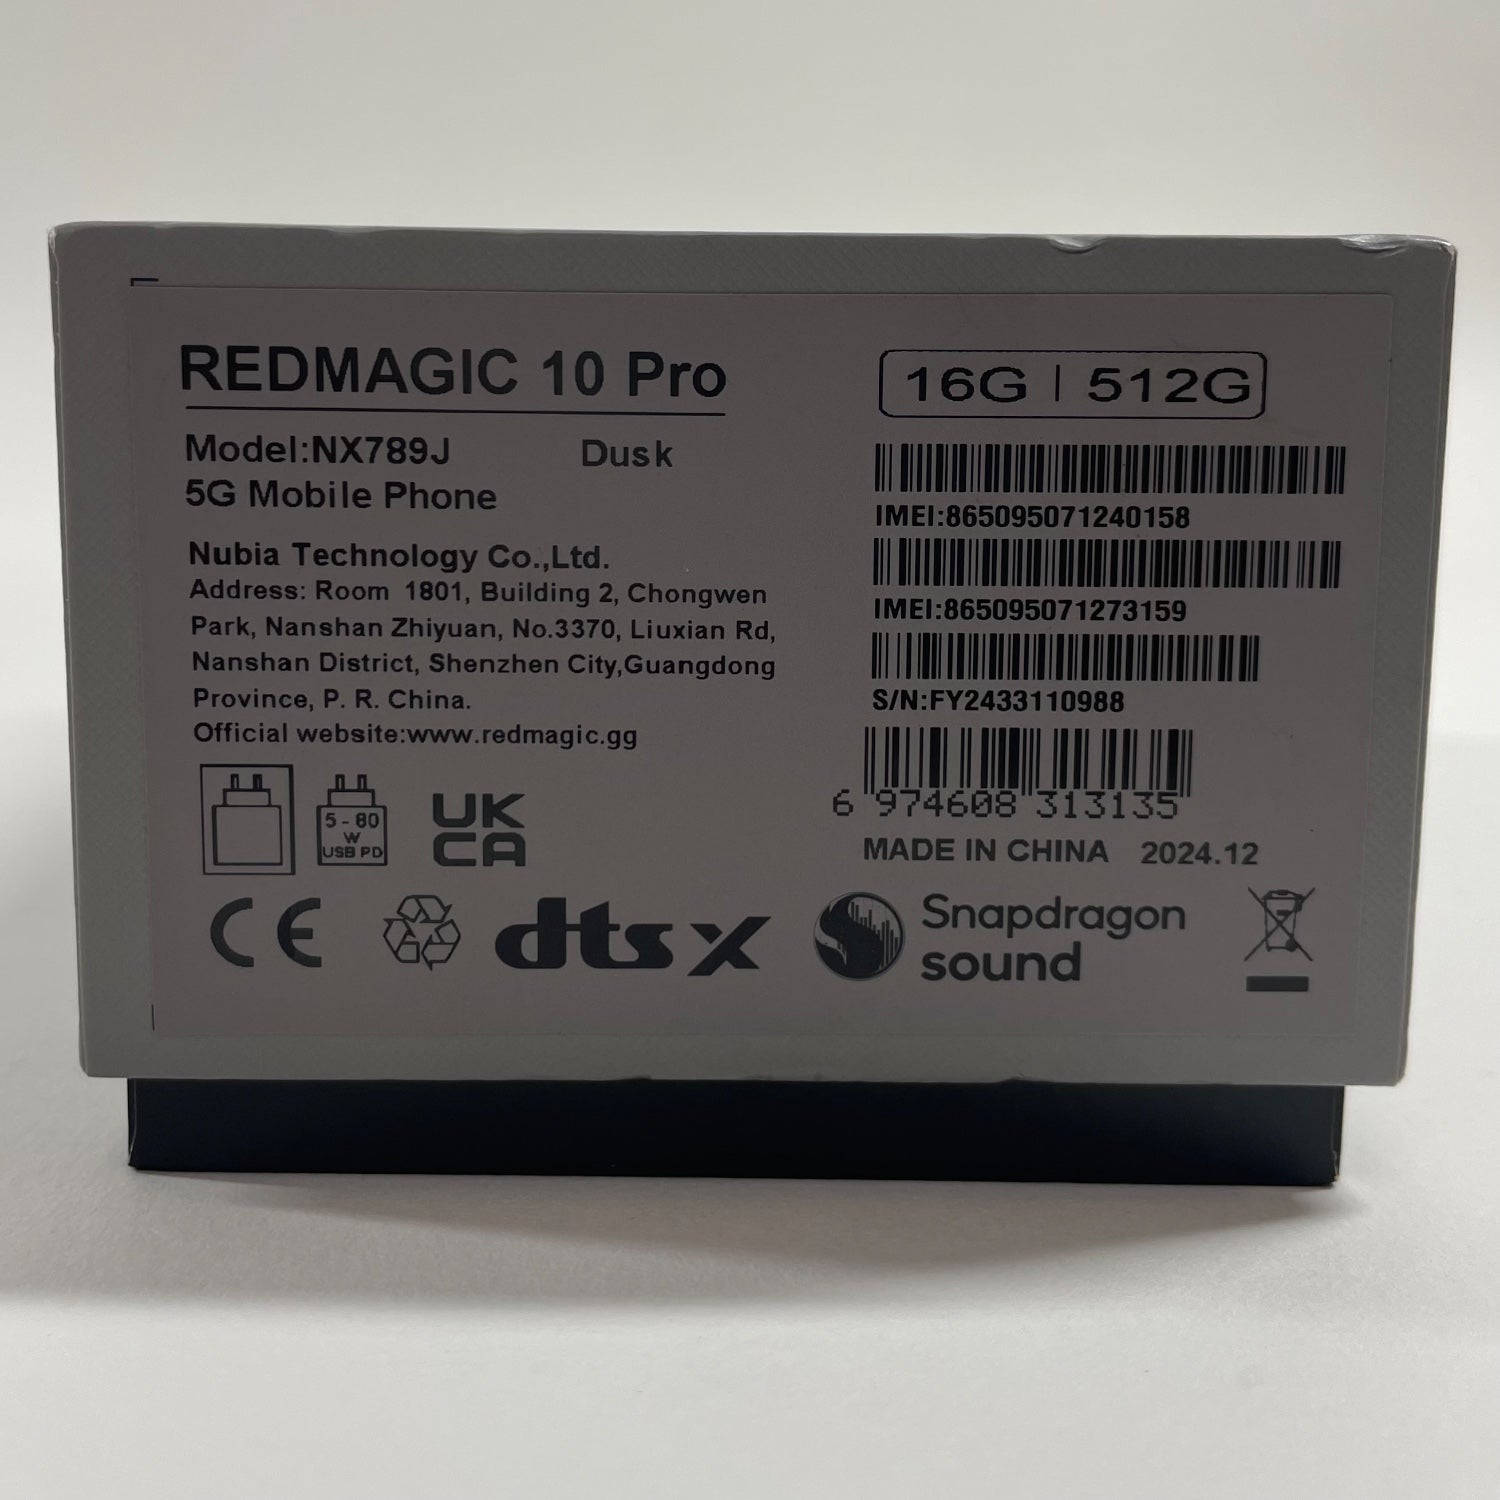 REDMAGIC 10 Pro
Model:NX789J Dusk
5G Mobile Phone
Nubia Technology Co.,Ltd.
Address: Room 1801, Building 2, Chongwen
Park, Nanshan Zhiyuan, No.3370, Liuxian Rd,
Nanshan District, Shenzhen City,Guangdong
Province, P. R. China.
Official website:www.redmagic.gg
5 - 80
W
USB PD
UK
CA
CE
dts x
16G | 512G
IMEI:865095071240158
IMEI:865095071273159
S/N:FY2433110988
6 974608 313135
MADE IN CHINA 2024.12
Snapdragon
sound